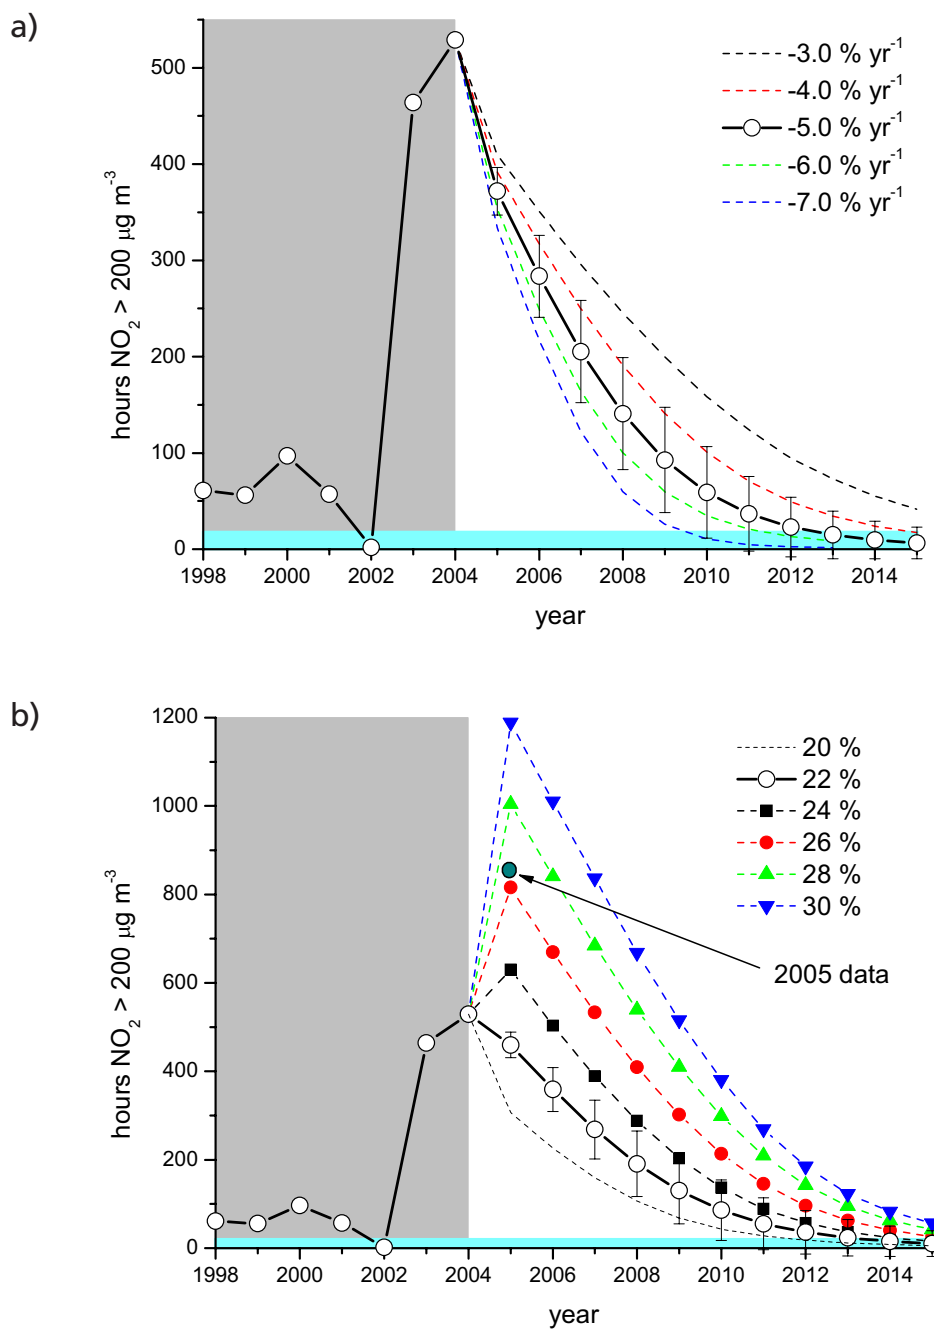 a)
hours NO2 > 200 μg m-3
500
400
300
200
100
0
-3.0 % yr-1
-4.0 % yr-1
-5.0 % yr-1
-6.0 % yr-1
-7.0 % yr-1
1998 2000 2002 2004 2006 2008 2010 2012 2014
year
b)
hours NO2 > 200 μg m-3
1200
1000
800
600
400
200
0
20 %
22 %
24 %
26 %
28 %
30 %
2005 data
1998 2000 2002 2004 2006 2008 2010 2012 2014
year